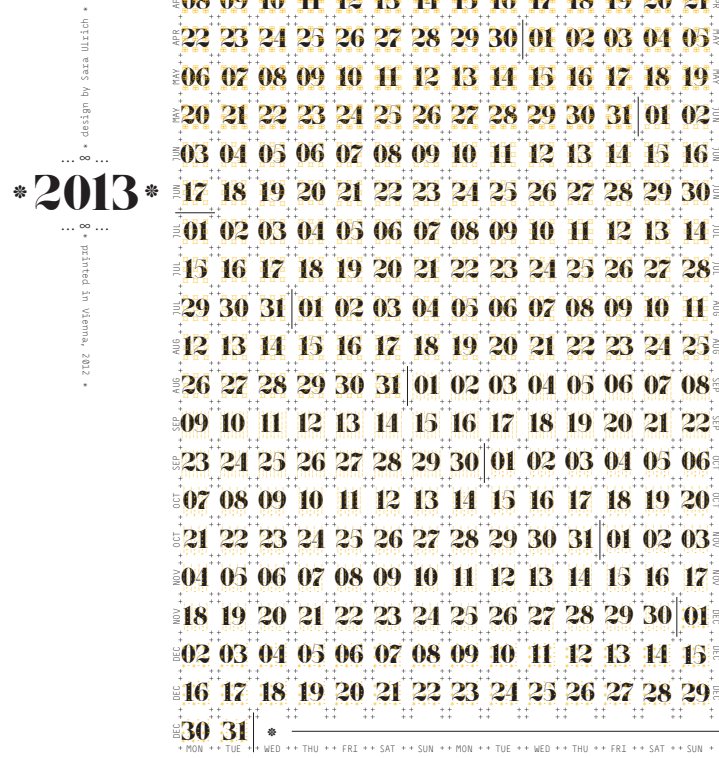 * design by Sara Ulrich *
... ∞ ...
2013
... ∞ ...
* printed in Vienna, 2012 *
APR 08 09 10 11 12 13 14 15 16 17 18 19 20 21 APR
APR 22 23 24 25 26 27 28 29 30 01 02 03 04 05 MAY
MAY 06 07 08 09 10 11 12 13 14 15 16 17 18 19 MAY
MAY 20 21 22 23 24 25 26 27 28 29 30 31 01 02 JUN
JUN 03 04 05 06 07 08 09 10 11 12 13 14 15 16 JUN
JUN 17 18 19 20 21 22 23 24 25 26 27 28 29 30 JUN
JUL 01 02 03 04 05 06 07 08 09 10 11 12 13 14 JUL
JUL 15 16 17 18 19 20 21 22 23 24 25 26 27 28 JUL
JUL 29 30 31 01 02 03 04 05 06 07 08 09 10 11 AUG
AUG 12 13 14 15 16 17 18 19 20 21 22 23 24 25 AUG
AUG 26 27 28 29 30 31 01 02 03 04 05 06 07 08 SEP
SEP 09 10 11 12 13 14 15 16 17 18 19 20 21 22 SEP
SEP 23 24 25 26 27 28 29 30 01 02 03 04 05 06 OCT
OCT 07 08 09 10 11 12 13 14 15 16 17 18 19 20 OCT
OCT 21 22 23 24 25 26 27 28 29 30 31 01 02 03 NOV
NOV 04 05 06 07 08 09 10 11 12 13 14 15 16 17 NOV
NOV 18 19 20 21 22 23 24 25 26 27 28 29 30 01 DEC
DEC 02 03 04 05 06 07 08 09 10 11 12 13 14 15 DEC
DEC 16 17 18 19 20 21 22 23 24 25 26 27 28 29 DEC
DEC 30 31
MON TUE WED THU FRI SAT SUN MON TUE WED THU FRI SAT SUN